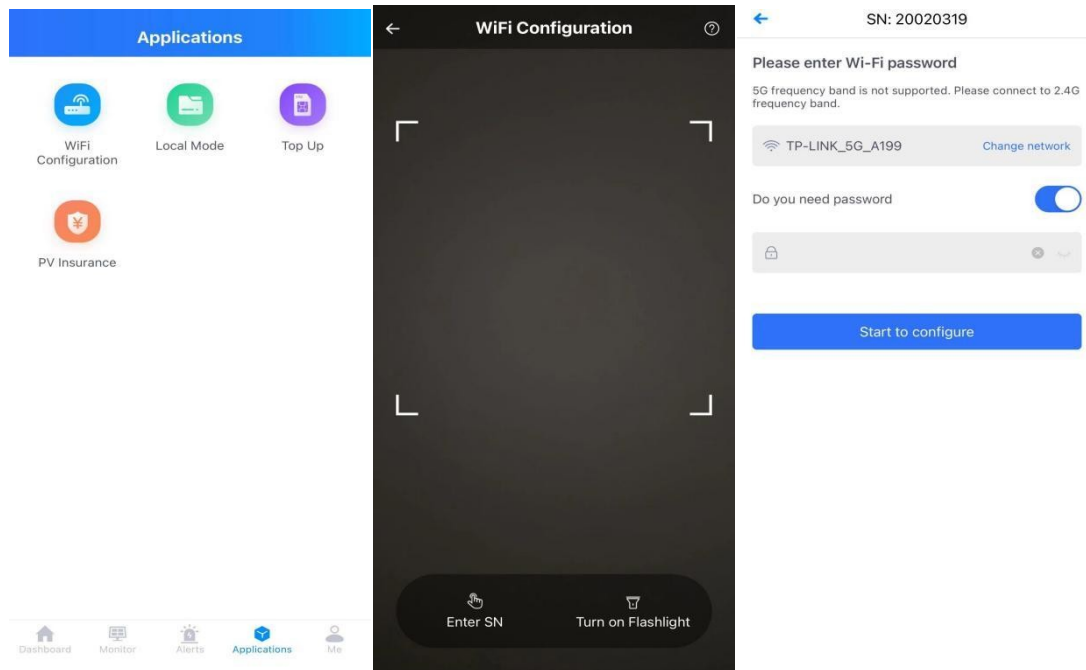 Applications
WiFi
Configuration
Local Mode
Top Up
PV Insurance
Dashboard
Monitor
Alerts
Applications
Me
WiFi Configuration
Enter SN
Turn on Flashlight
SN: 20020319
Please enter Wi-Fi password
5G frequency band is not supported. Please connect to 2.4G
frequency band.
TP-LINK_5G_A199
Change network
Do you need password
Start to configure